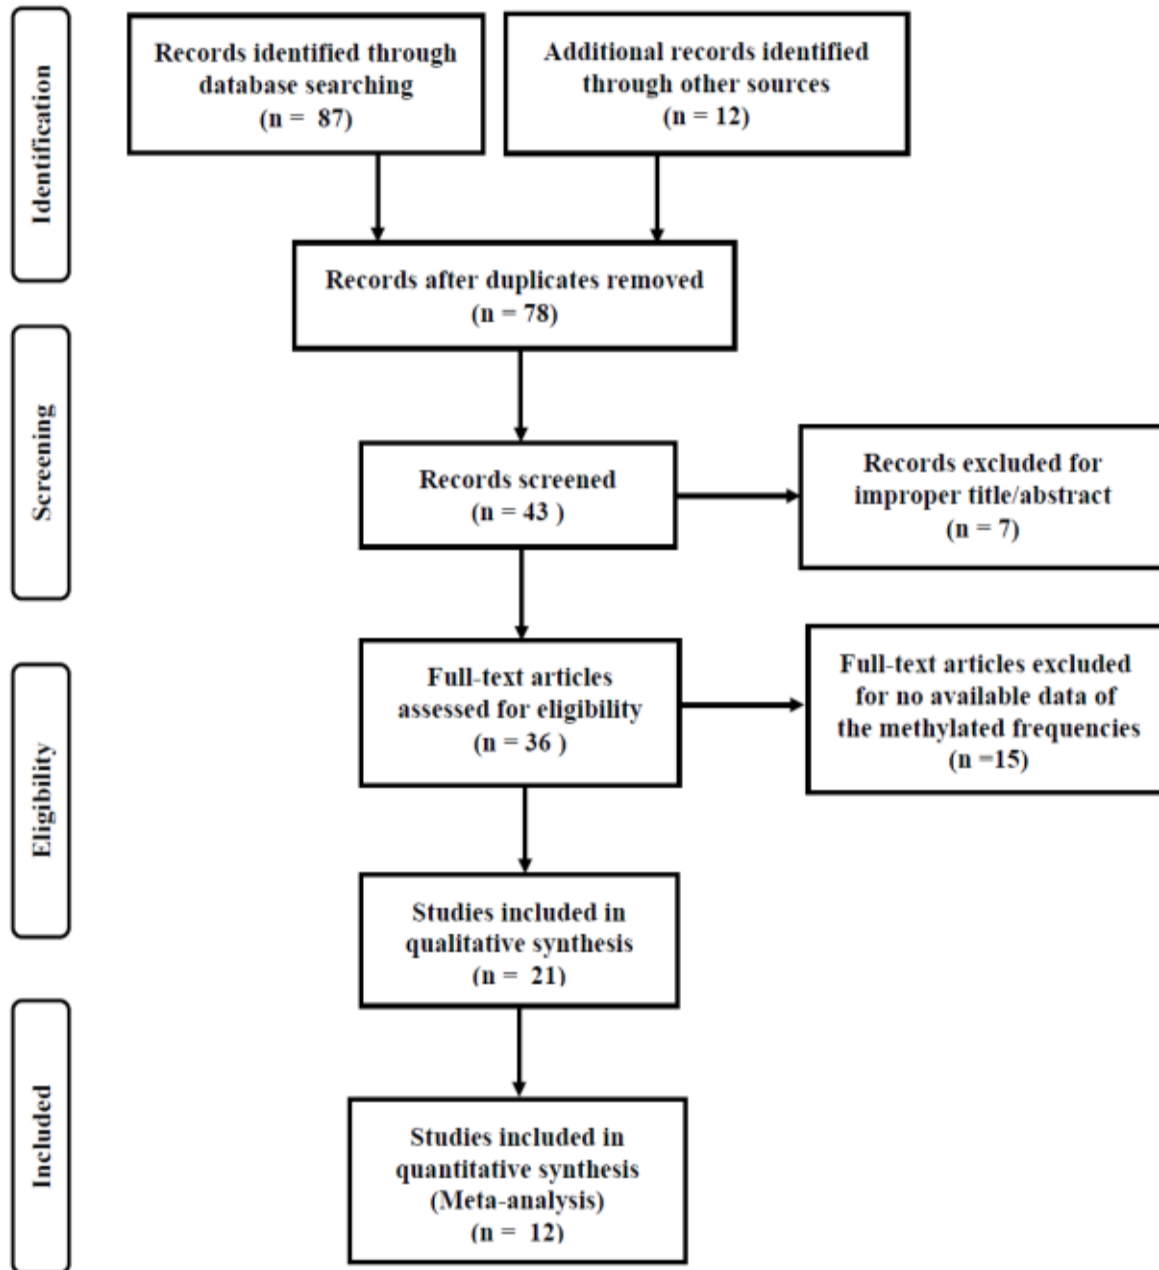 Identification
Records identified through
database searching
(n = 87)
Additional records identified
through other sources
(n = 12)
Records after duplicates removed
(n = 78)
Screening
Records screened
(n = 43 )
Records excluded for
improper title/abstract
(n = 7)
Eligibility
Full-text articles
assessed for eligibility
(n = 36 )
Full-text articles excluded
for no available data of
the methylated frequencies
(n =15)
Studies included in
qualitative synthesis
(n = 21)
Included
Studies included in
quantitative synthesis
(Meta-analysis)
(n = 12)